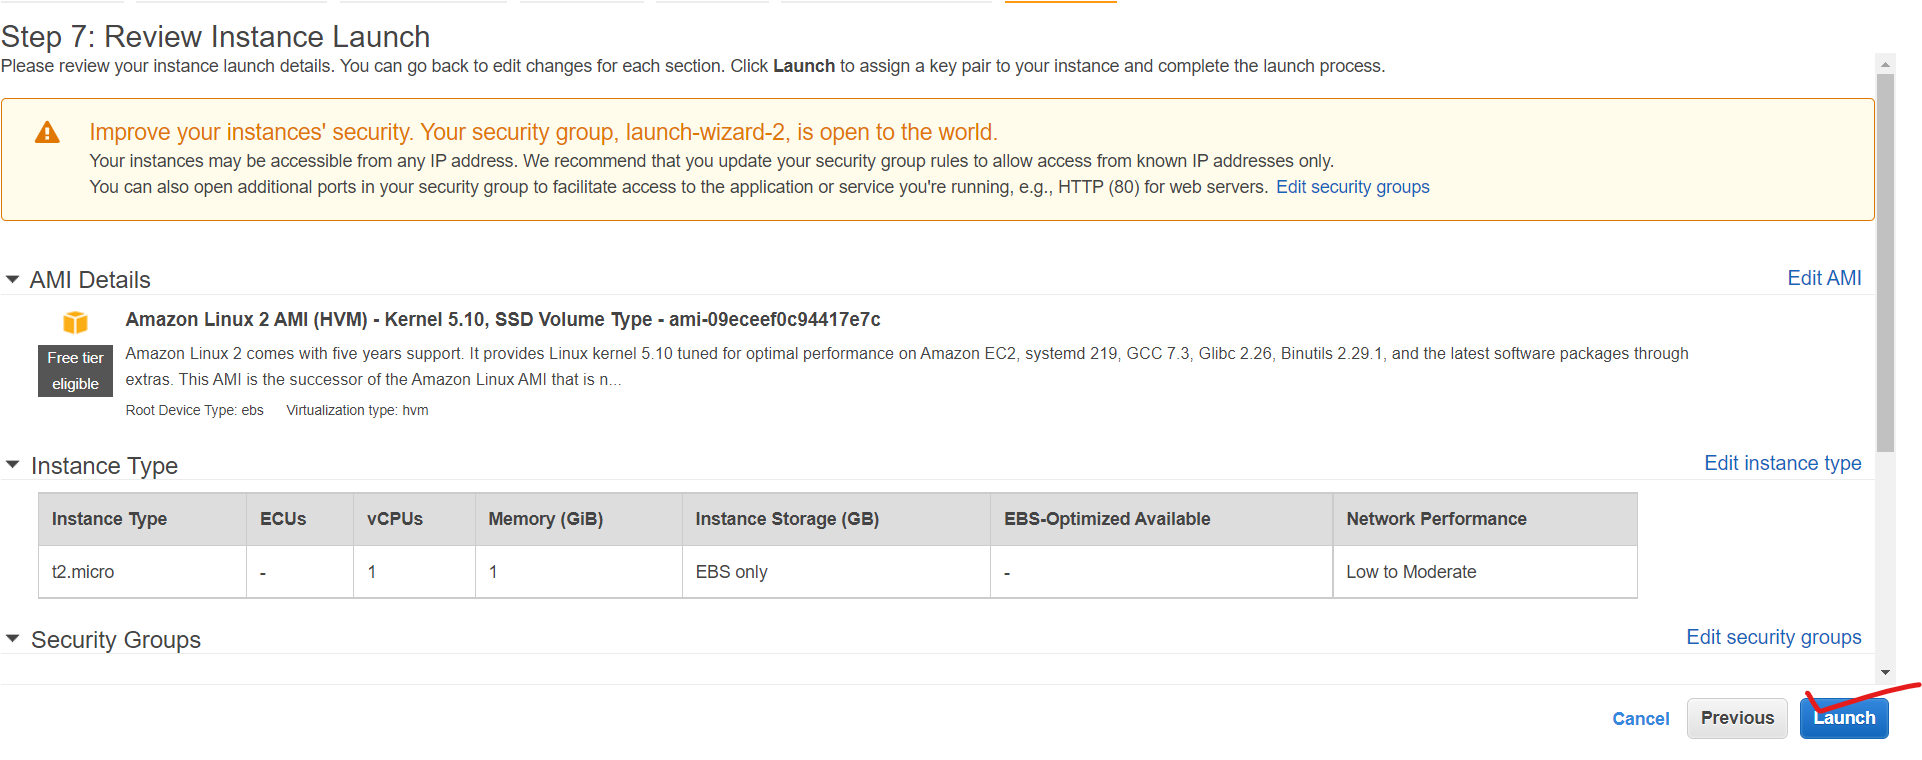 Step 7: Review Instance Launch
Please review your instance launch details. You can go back to edit changes for each section. Click Launch to assign a key pair to your instance and complete the launch process.
Improve your instances' security. Your security group, launch-wizard-2, is open to the world.
Your instances may be accessible from any IP address. We recommend that you update your security group rules to allow access from known IP addresses only.
You can also open additional ports in your security group to facilitate access to the application or service you're running, e.g., HTTP (80) for web servers. Edit security groups
AMI Details Edit AMI
Amazon Linux 2 AMI (HVM) - Kernel 5.10, SSD Volume Type - ami-09eceef0c94417e7c
Free tier
eligible
Amazon Linux 2 comes with five years support. It provides Linux kernel 5.10 tuned for optimal performance on Amazon EC2, systemd 219, GCC 7.3, Glibc 2.26, Binutils 2.29.1, and the latest software packages through
extras. This AMI is the successor of the Amazon Linux AMI that is n...
Root Device Type: ebs Virtualization type: hvm
Instance Type Edit instance type
Instance Type ECUs vCPUs Memory (GiB) Instance Storage (GB) EBS-Optimized Available Network Performance
t2.micro - 1 1 EBS only - Low to Moderate
Security Groups Edit security groups
Cancel Previous Launch